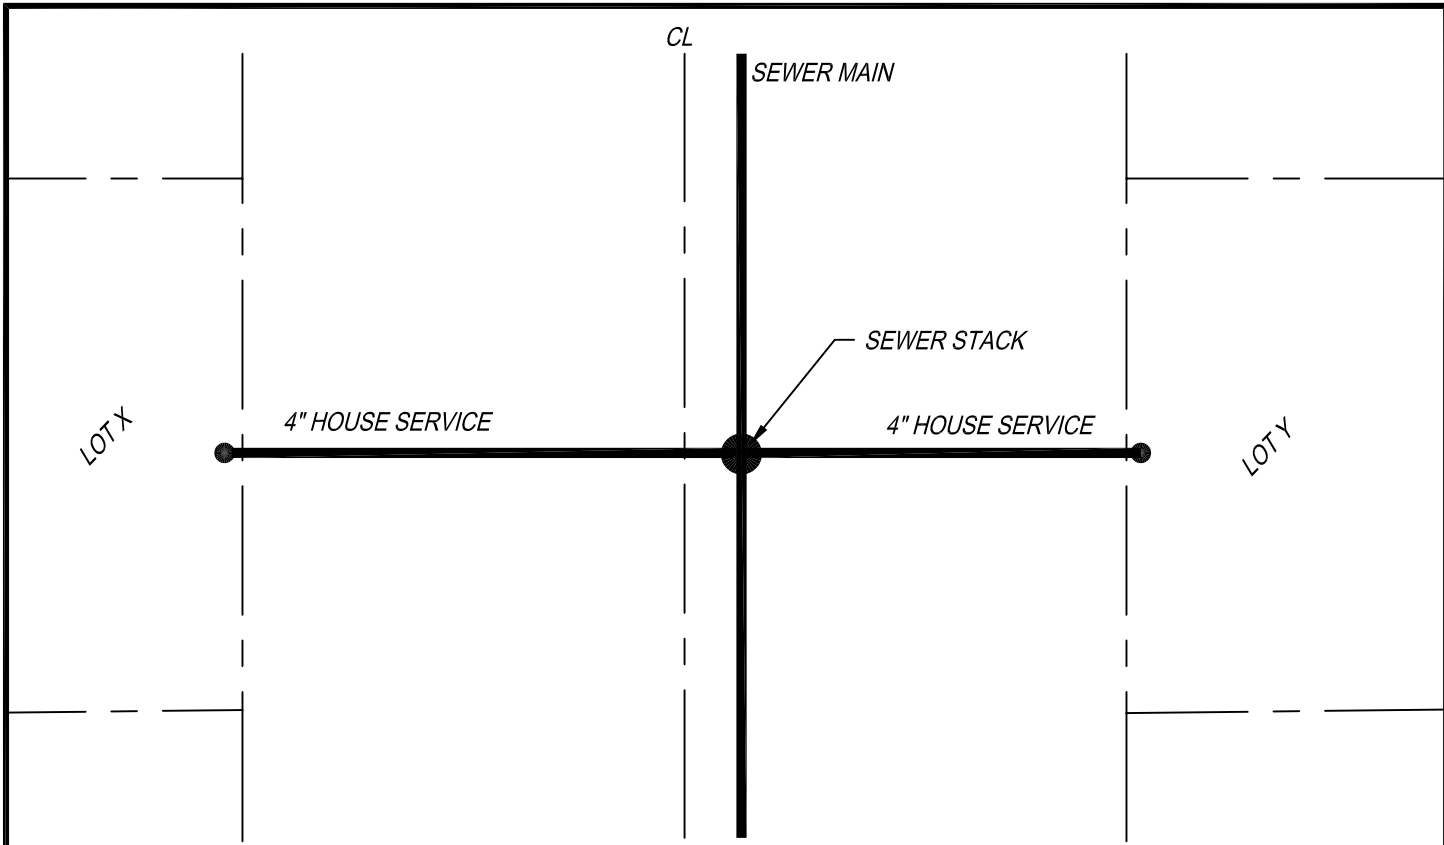 CL
SEWER MAIN
SEWER STACK
4" HOUSE SERVICE
4" HOUSE SERVICE
LOT X
LOT Y